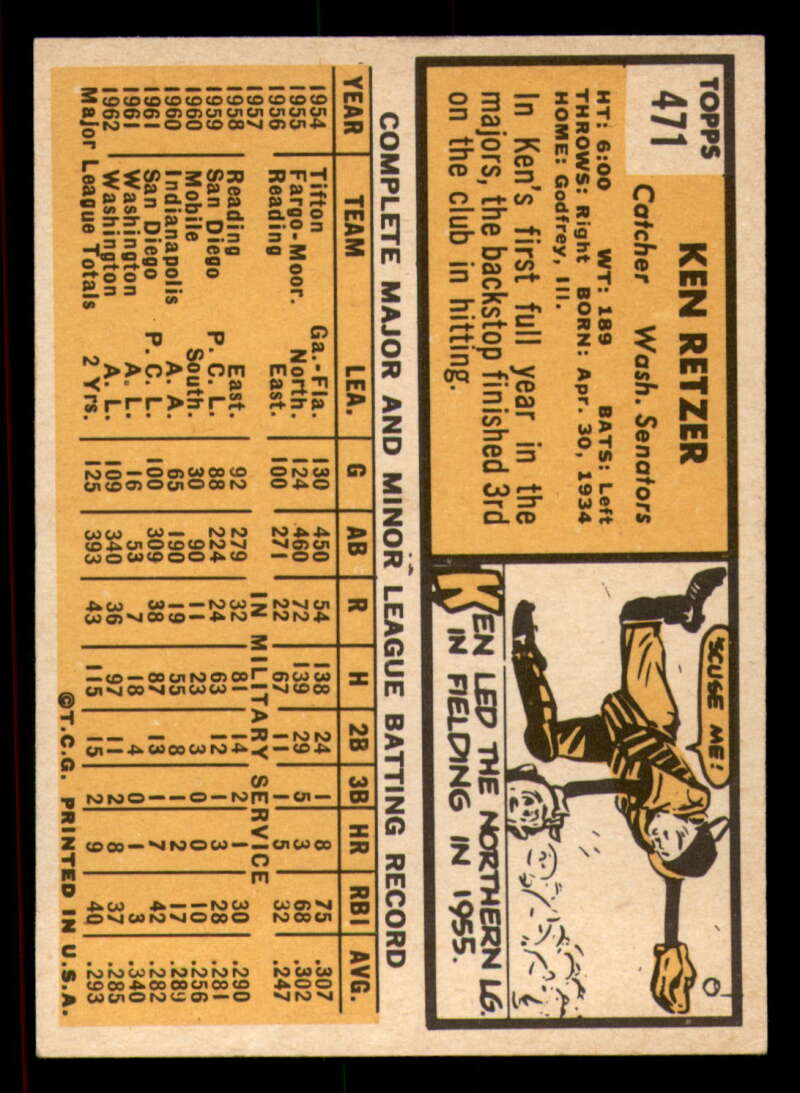 TOPPS
471
KEN RETZER
Catcher Wash. Senators
HT: 6:00 WT: 189 BATS: Left
THROWS: Right BORN: Apr. 30, 1934
HOME: Godfrey, Ill.
In Ken's first full year in the
majors, the backstop finished 3rd
on the club in hitting.
'SCUSE ME!
KEN LED THE NORTHERN LG.
IN FIELDING IN 1955.
COMPLETE MAJOR AND MINOR LEAGUE BATTING RECORD
YEAR TEAM LEA. G AB R H 2B 3B HR RBI AVG.
1954 Tifton Ga.-Fla. 130 450 54 138 24 1 8 75 .307
1955 Fargo-Moor. North. 124 460 72 139 29 5 3 68 .302
1956 Reading East. 100 271 22 67 11 1 5 32 .247
1957 IN MILITARY SERVICE
1958 Reading East. 92 279 32 81 14 2 1 30 .290
1959 San Diego P. C. L. 88 224 24 63 12 1 3 28 .281
1960 Mobile South. 30 90 11 23 3 0 0 10 .256
1960 Indianapolis A. A. 65 190 19 55 8 1 2 17 .289
1961 San Diego P. C. L. 100 309 38 87 13 1 7 42 .282
1961 Washington A. L. 16 53 7 18 4 0 1 3 .340
1962 Washington A. L. 109 340 36 97 11 2 8 37 .285
Major League Totals 2 Yrs. 125 393 43 115 15 2 9 40 .293
©T.C.G. PRINTED IN U.S.A.